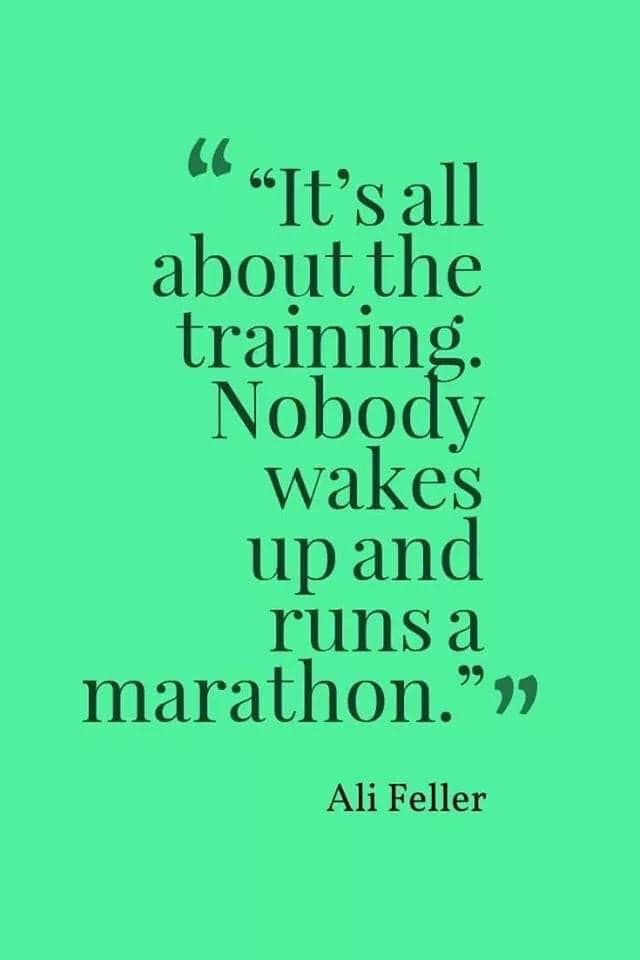 “ “It’s all
about the
training.
Nobody
wakes
up and
runs a
marathon.” ”
Ali Feller